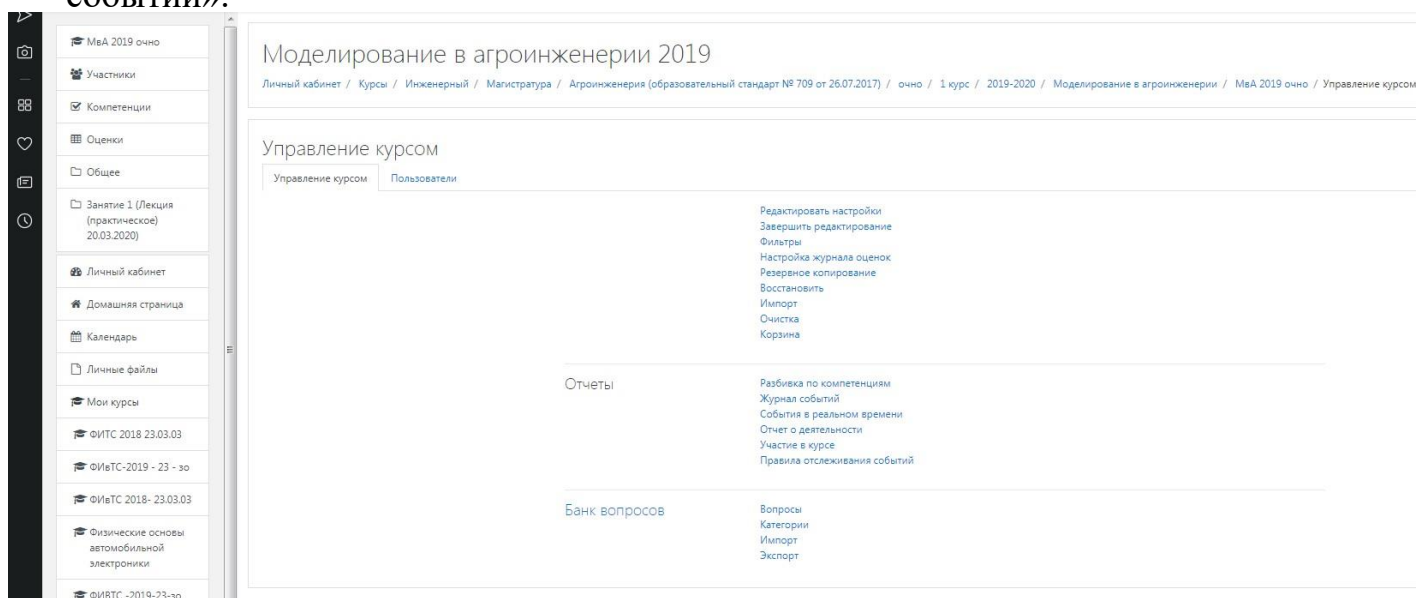 событий».
МвА 2019 очно
Участники
Компетенции
Оценки
Общее
Занятие 1 (Лекция
(практическое)
20.03.2020)
Личный кабинет
Домашняя страница
Календарь
Личные файлы
Мои курсы
ФИТС 2018 23.03.03
ФИвТС-2019 - 23 - зо
ФИвТС 2018- 23.03.03
Физические основы
автомобильной
электроники
ФИВТС -2019-23-зо
Моделирование в агроинженерии 2019
Личный кабинет / Курсы / Инженерный / Магистратура / Агроинженерия (образовательный стандарт № 709 от 26.07.2017) / очно / 1 курс / 2019-2020 / Моделирование в агроинженерии / МвА 2019 очно / Управление курсом
Управление курсом
Управление курсом Пользователи
Редактировать настройки
Завершить редактирование
Фильтры
Настройка журнала оценок
Резервное копирование
Восстановить
Импорт
Очистка
Корзина
Отчеты
Разбивка по компетенциям
Журнал событий
События в реальном времени
Отчет о деятельности
Участие в курсе
Правила отслеживания событий
Банк вопросов
Вопросы
Категории
Импорт
Экспорт